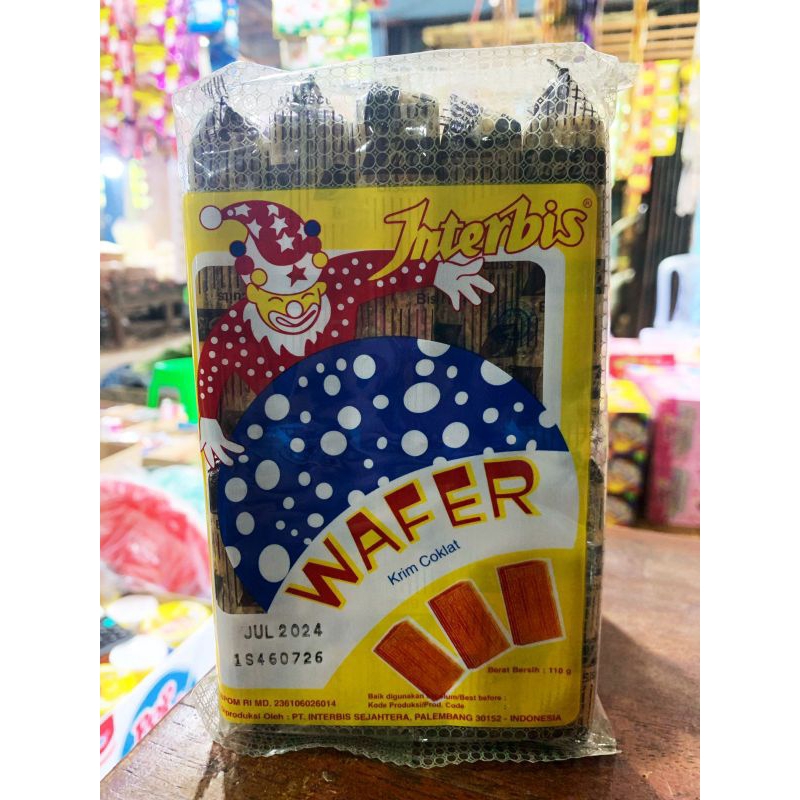 Interbis®
WAFER
Krim Coklat
JUL 2024
1S460726
Berat Bersih : 110 g
BPOM RI MD. 236106026014
Baik digunakan sebelum/Best before :
Kode Produksi/Prod. Code
Diproduksi Oleh : PT. INTERBIS SEJAHTERA, PALEMBANG 30152 - INDONESIA